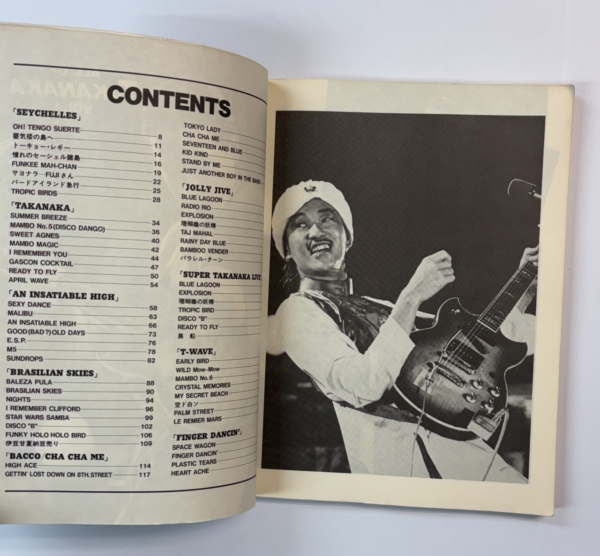 CONTENTS
「SEYCHELLES」
OH! TENGO SUERTE 8
蜃気楼の島へ 11
トーキョー・レギー 14
憧れのセーシェル諸島 16
FUNKEE MAH-CHAN 19
サヨナラ…FUJIさん 22
バードアイランド急行 25
TROPIC BIRDS 28
「TAKANAKA」
SUMMER BREEZE 34
MAMBO No.5(DISCO DANGO) 36
SWEET AGNES 40
MAMBO MAGIC 42
I REMEMBER YOU 44
GASCON COCKTAIL 47
READY TO FLY 50
APRIL WAVE 54
「AN INSATIABLE HIGH」
SEXY DANCE 58
MALIBU 63
AN INSATIABLE HIGH 66
GOOD(BAD?)OLD DAYS 73
E.S.P. 76
M5 78
SUNDROPS 82
「BRASILIAN SKIES」
BALEZA PULA 88
BRASILIAN SKIES 90
NIGHTS 94
I REMEMBER CLIFFORD 96
STAR WARS SAMBA 99
DISCO "B" 102
FUNKY HOLO HOLO BIRD 106
伊豆甘夏納豆売り 109
「BACCO/CHA CHA ME」
HIGH ACE 114
GETTIN' LOST DOWN ON 8TH.STREET 117
TOKYO LADY
CHA CHA ME
SEVENTEEN AND BLUE
KID KIND
STAND BY ME
JUST ANOTHER BOY IN THE BAND
「JOLLY JIVE」
BLUE LAGOON
RADIO RIO
EXPLOSION
珊瑚礁の妖精
TAJ MAHAL
RAINY DAY BLUE
BAMBOO VENDER
パラレル・ターン
「SUPER TAKANAKA LIVE
BLUE LAGOON
EXPLOSION
珊瑚礁の妖精
TROPIC BIRD
DISCO "B"
READY TO FLY
黒船
「T-WAVE」
EARLY BIRD
WILD Mow-Mow
MAMBO No.6
CRYSTAL MEMORIES
MY SECRET BEACH
PALM STREET
LE REMIER MARS
「FINGER DANCIN'」
SPACE WAGON
FINGER DANCIN'
PLASTIC TEARS
HEART ACHE